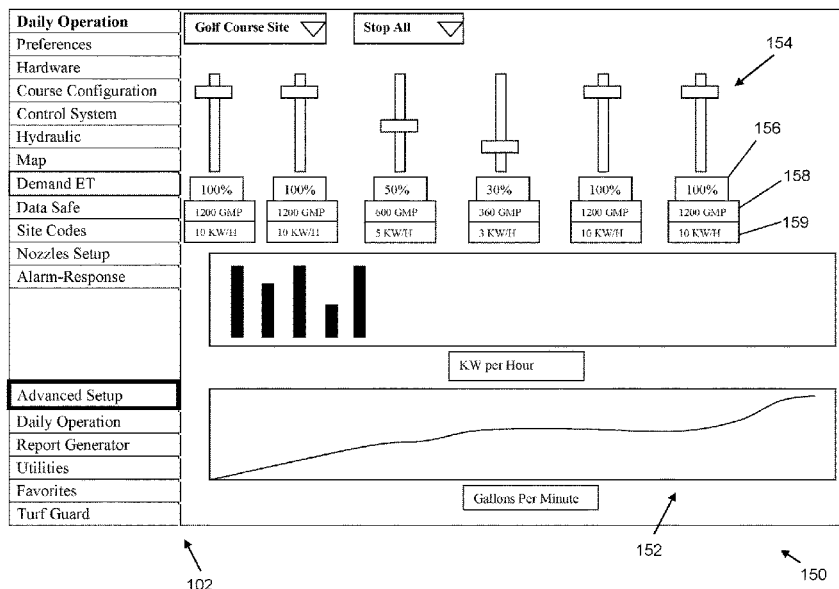 Daily Operation
Preferences
Hardware
Course Configuration
Control System
Hydraulic
Map
Demand ET
Data Safe
Site Codes
Nozzles Setup
Alarm-Response
Advanced Setup
Daily Operation
Report Generator
Utilities
Favorites
Turf Guard
102
Golf Course Site Stop All
154
156
100% 100% 50% 30% 100% 100%
158
1200 GMP 1200 GMP 600 GMP 360 GMP 1200 GMP 1200 GMP
159
10 KW/H 10 KW/H 5 KW/H 3 KW/H 10 KW/H 10 KW/H
KW per Hour
Gallons Per Minute
152
150